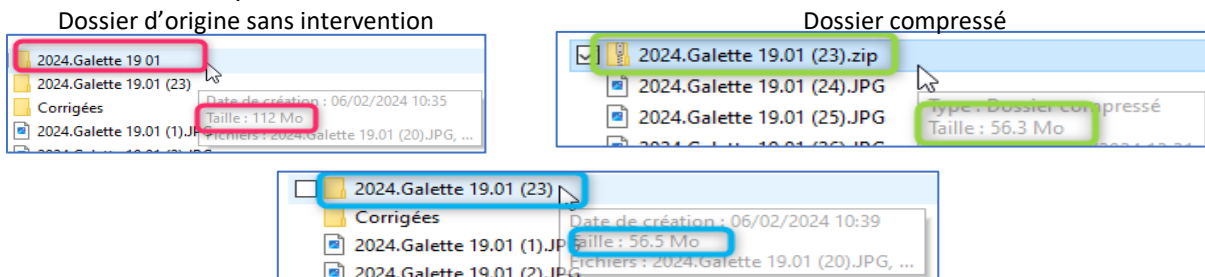 Dossier d'origine sans intervention
Dossier compressé
2024.Galette 19 01
2024.Galette 19.01 (23)
Date de création : 06/02/2024 10:35
Corrigées
Taille : 112 Mo
2024.Galette 19.01 (1).JP
Fichiers : 2024.Galette 19.01 (20).JPG, ...
2024.Galette 19.01 (23).zip
2024.Galette 19.01 (24).JPG
Type : Dossier compressé
2024.Galette 19.01 (25).JPG
Taille : 56.3 Mo
2024.Galette 19.01 (23)
Corrigées
Date de création : 06/02/2024 10:39
2024.Galette 19.01 (1).JP
Taille : 56.5 Mo
2024.Galette 19.01 (2).JPG
Fichiers : 2024.Galette 19.01 (20).JPG, ...